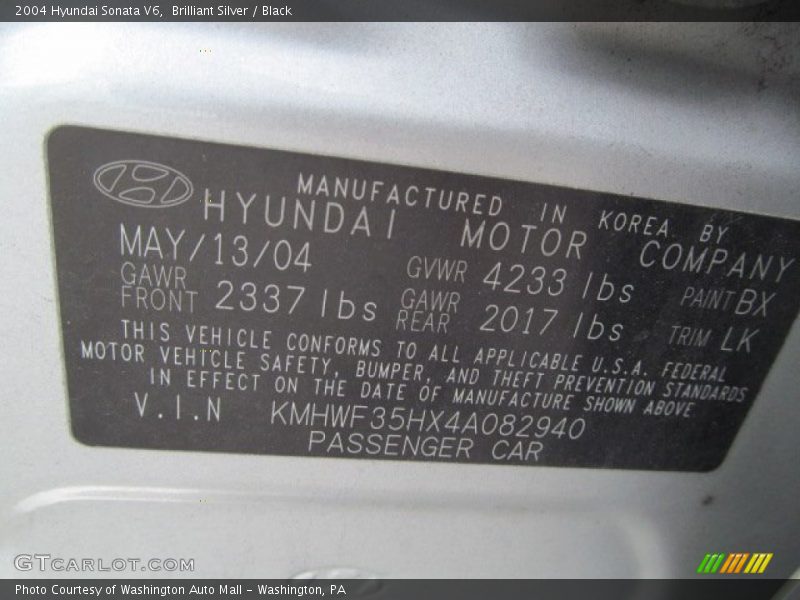 2004 Hyundai Sonata V6,  Brilliant Silver / Black
MANUFACTURED IN KOREA BY
HYUNDAI MOTOR COMPANY
MAY/13/04 GVWR 4233 lbs PAINT BX
GAWR FRONT 2337 lbs GAWR REAR 2017 lbs TRIM LK
THIS VEHICLE CONFORMS TO ALL APPLICABLE U.S.A. FEDERAL
MOTOR VEHICLE SAFETY, BUMPER, AND THEFT PREVENTION STANDARDS
IN EFFECT ON THE DATE OF MANUFACTURE SHOWN ABOVE
V.I.N KMHWF35HX4A082940
PASSENGER CAR
GTCARLOT.COM
Photo Courtesy of Washington Auto Mall - Washington, PA